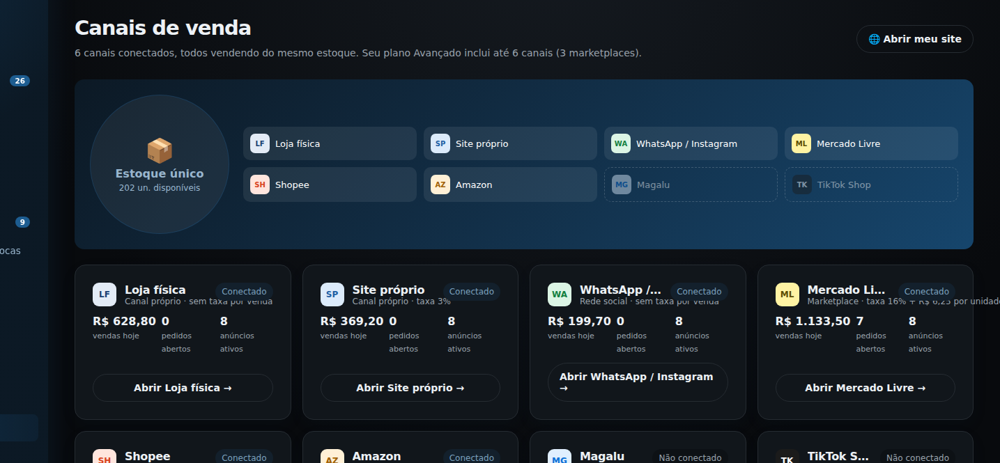 Canais de venda
6 canais conectados, todos vendendo do mesmo estoque. Seu plano Avançado inclui até 6 canais (3 marketplaces).
Abrir meu site
26
9
ocas
Estoque único
202 un. disponíveis
LF Loja física
SP Site próprio
WA WhatsApp / Instagram
ML Mercado Livre
SH Shopee
AZ Amazon
MG Magalu
TK TikTok Shop
LF Loja física Conectado
Canal próprio · sem taxa por venda
R$ 628,80 0 8
vendas hoje pedidos anúncios
abertos ativos
Abrir Loja física →
SP Site próprio Conectado
Canal próprio · taxa 3%
R$ 369,20 0 8
vendas hoje pedidos anúncios
abertos ativos
Abrir Site próprio →
WA WhatsApp /... Conectado
Rede social · sem taxa por venda
R$ 199,70 0 8
vendas hoje pedidos anúncios
abertos ativos
Abrir WhatsApp / Instagram
→
ML Mercado Li... Conectado
Marketplace · taxa 16% + R$ 6,25 por unidade
R$ 1.133,50 7 8
vendas hoje pedidos anúncios
abertos ativos
Abrir Mercado Livre →
SH Shopee Conectado
AZ Amazon Conectado
MG Magalu Não conectado
TK TikTok S... Não conectado